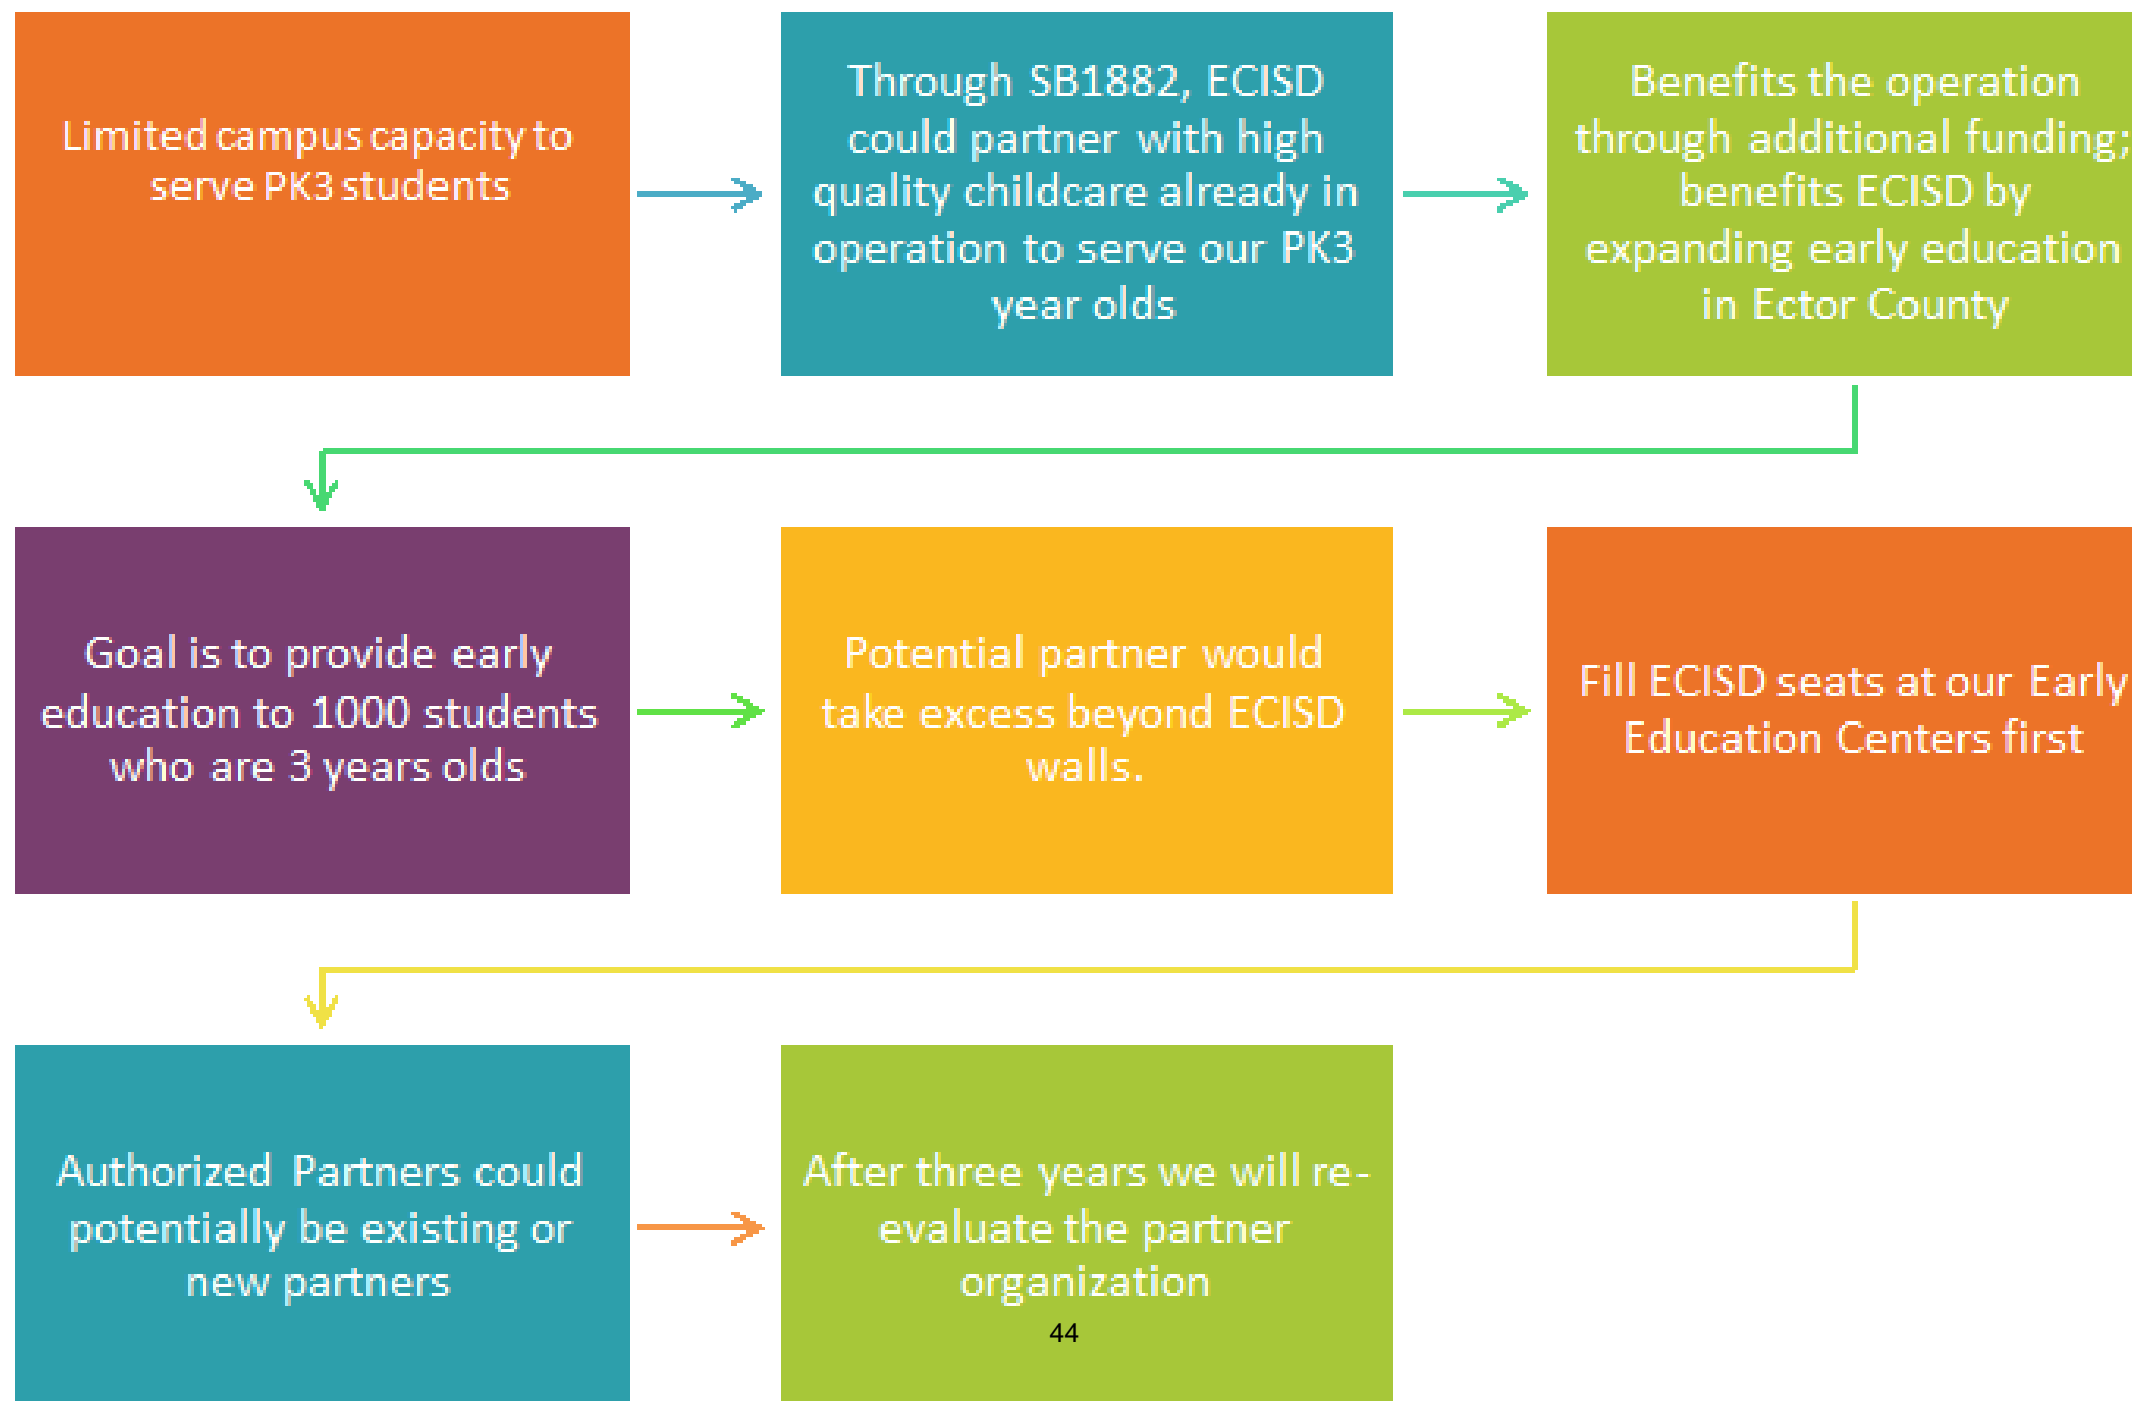 Limited campus capacity to
serve PK3 students
Through SB1882, ECISD
could partner with high
quality childcare already in
operation to serve our PK3
year olds
Benefits the operation
through additional funding;
benefits ECISD by
expanding early education
in Ector County
Goal is to provide early
education to 1000 students
who are 3 years olds
Potential partner would
take excess beyond ECISD
walls.
Fill ECISD seats at our Early
Education Centers first
Authorized Partners could
potentially be existing or
new partners
After three years we will re-
evaluate the partner
organization
44